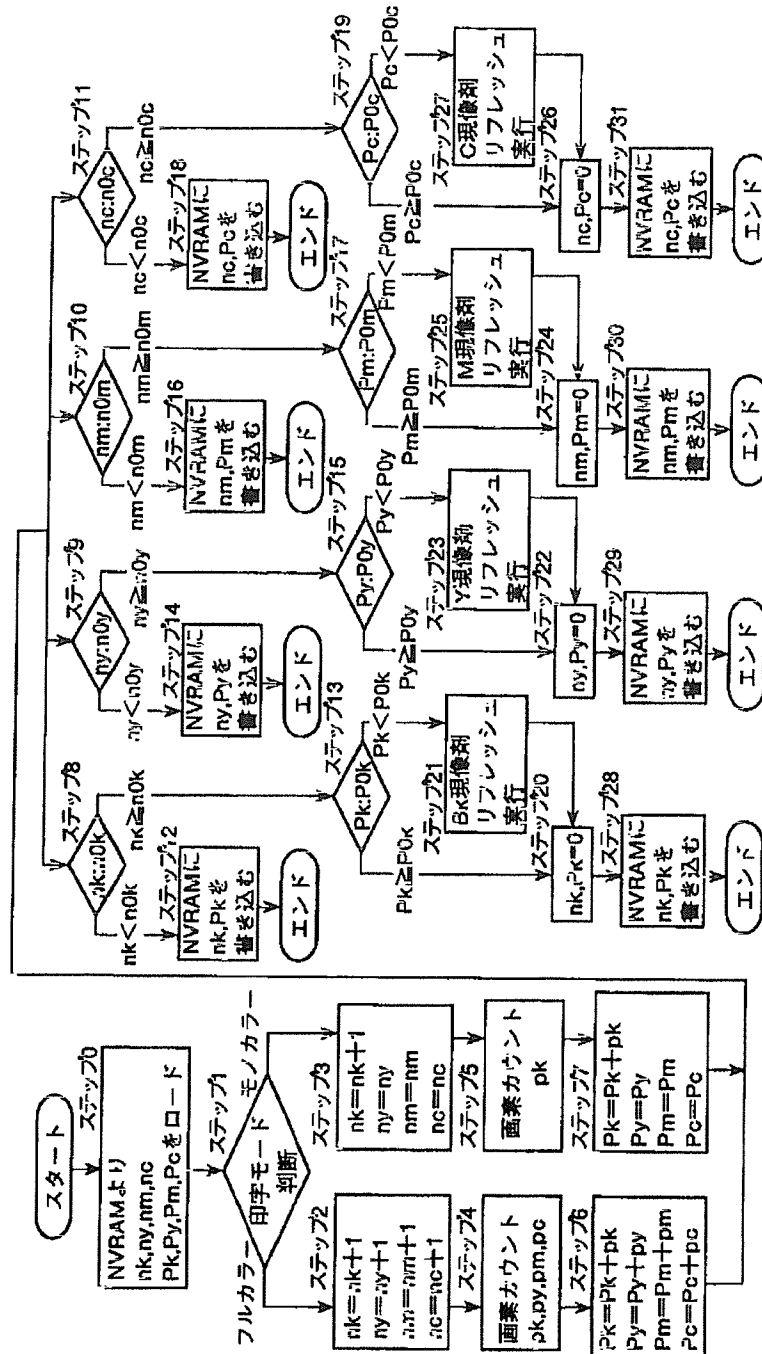 スタート
ステップ0
NVRAMより
nk,ny,nm,nc
Pk,Py,Pm,Pcをロード
ステップ1
印字モード
判断
フルカラー
モノカラー
ステップ2
nk=nk+1
ny=ny+1
nm=nm+1
nc=nc+1
ステップ3
nk=nk+1
ny=ny
nm=nm
nc=nc
ステップ4
画素カウント
pk,py,pm,pc
ステップ5
画素カウント
pk
ステップ6
Pk=Pk+pk
Py=Py+py
Pm=Pm+pm
Pc=Pc+pc
ステップ7
Pk=Pk+pk
Py=Py
Pm=Pm
Pc=Pc
ステップ8
nk:n0k
nk<n0k
nk≧n0k
ステップ12
NVRAMに
nk,Pkを
書き込む
エンド
ステップ13
Pk:P0k
Pk≧P0k
Pk<P0k
ステップ21
Bk現像剤
リフレッシュ
実行
ステップ20
nk,Pk=0
ステップ28
NVRAMに
nk,Pkを
書き込む
エンド
ステップ9
ny:n0y
ny<n0y
ny≧n0y
ステップ14
NVRAMに
ny,Pyを
書き込む
エンド
ステップ15
Py:P0y
Py≧P0y
Py<P0y
ステップ23
Y現像剤
リフレッシュ
実行
ステップ22
ny,Py=0
ステップ29
NVRAMに
ny,Pyを
書き込む
エンド
ステップ10
nm:n0m
nm<n0m
nm≧n0m
ステップ16
NVRAMに
nm,Pmを
書き込む
エンド
ステップ17
Pm:P0m
Pm≧P0m
Pm<P0m
ステップ25
M現像剤
リフレッシュ
実行
ステップ24
nm,Pm=0
ステップ30
NVRAMに
nm,Pmを
書き込む
エンド
ステップ11
nc:n0c
nc<n0c
nc≧n0c
ステップ18
NVRAMに
nc,Pcを
書き込む
エンド
ステップ19
Pc:P0c
Pc≧P0c
Pc<P0c
ステップ27
C現像剤
リフレッシュ
実行
ステップ26
nc,Pc=0
ステップ31
NVRAMに
nc,Pcを
書き込む
エンド